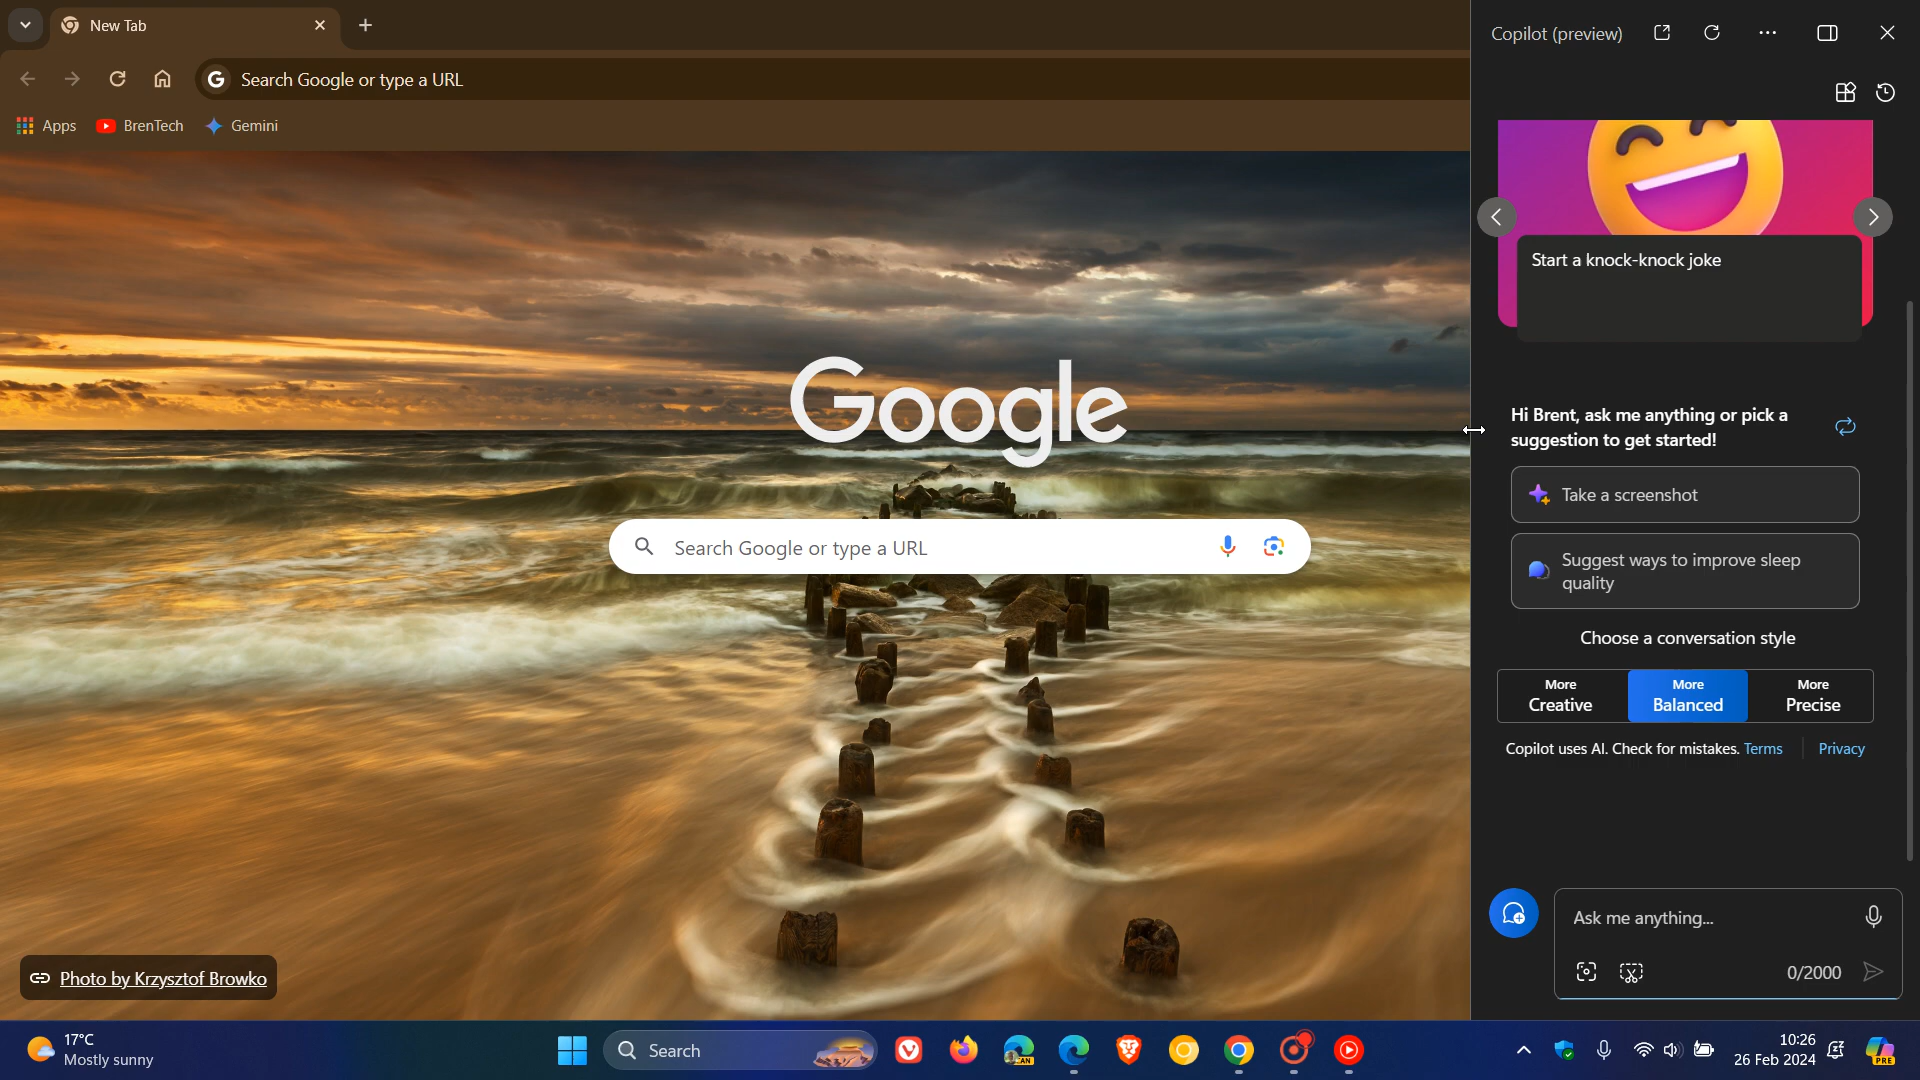 New Tab
Search Google or type a URL
Apps
BrenTech
Gemini
Google
Search Google or type a URL
Photo by Krzysztof Browko
Copilot (preview)
Start a knock-knock joke
Hi Brent, ask me anything or pick a
suggestion to get started!
Take a screenshot
Suggest ways to improve sleep
quality
Choose a conversation style
More
Creative
More
Balanced
More
Precise
Copilot uses AI. Check for mistakes. Terms
Privacy
Ask me anything...
0/2000
17°C
Mostly sunny
Search
CAN
10:26
26 Feb 2024
PRE